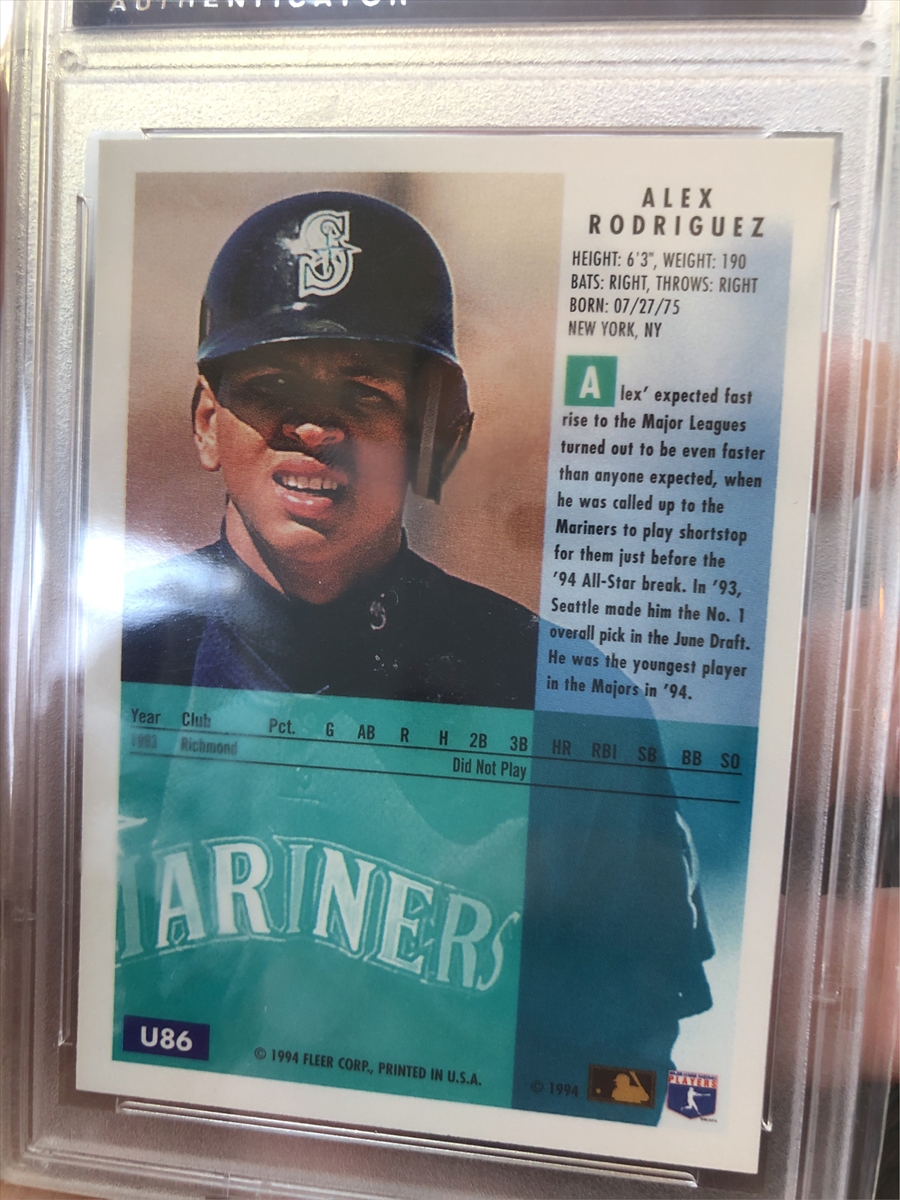 AUTHENTICATOR
S
ALEX
RODRIGUEZ
HEIGHT: 6'3", WEIGHT: 190
BATS: RIGHT, THROWS: RIGHT
BORN: 07/27/75
NEW YORK, NY
A lex' expected fast
rise to the Major Leagues
turned out to be even faster
than anyone expected, when
he was called up to the
Mariners to play shortstop
for them just before the
'94 All-Star break. In '93,
Seattle made him the No. 1
overall pick in the June Draft.
He was the youngest player
in the Majors in '94.
Year Club Pct. G AB R H 2B 3B HR RBI SB BB SO
1993 Richmond Did Not Play
MARINERS
U86
© 1994 FLEER CORP., PRINTED IN U.S.A.
© 1994
PLAYERS